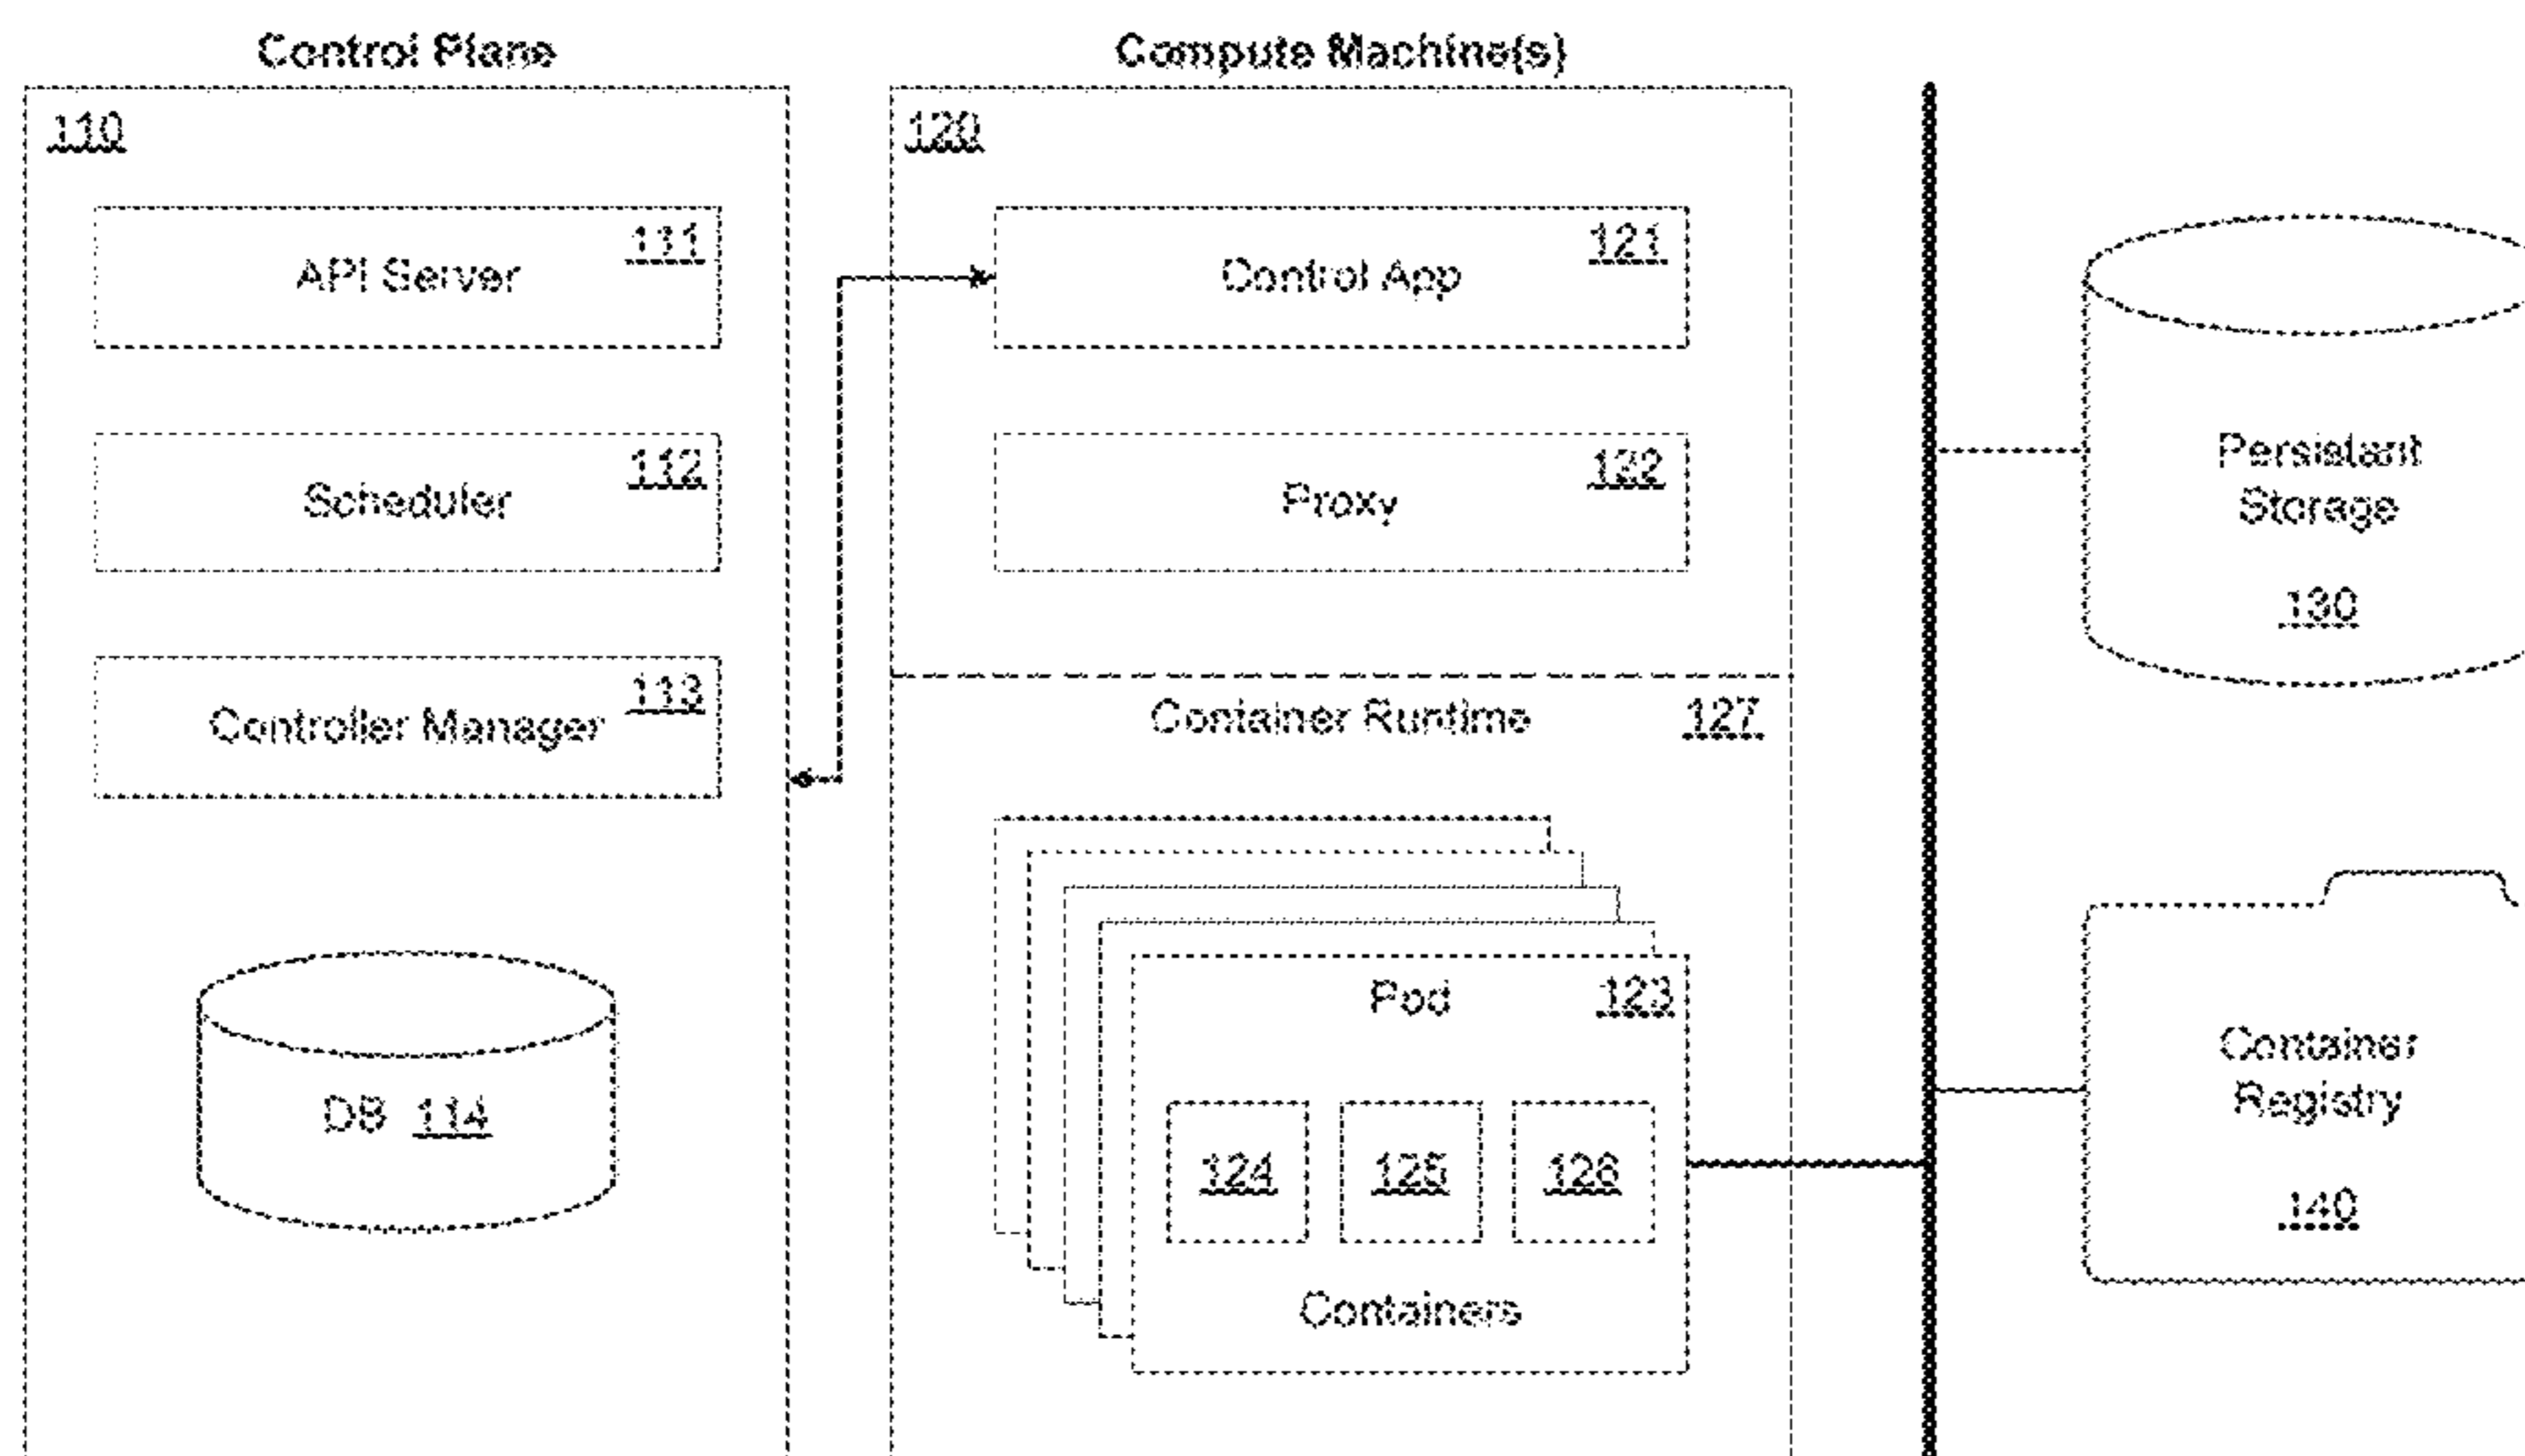 Control Plane
110
111
API Server
112
Scheduler
113
Controller Manager
DB 114
Compute Machine(s)
120
121
Control App
122
Proxy
Container Runtime 127
Pod 123
124 125 126
Containers
Persistant
Storage
130
Container
Registry
140